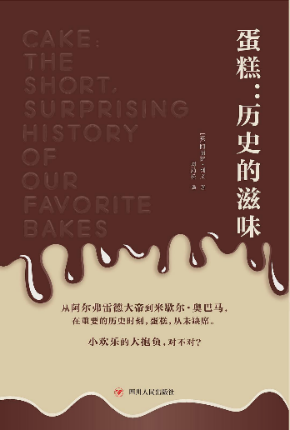 CAKE:
THE
SHORT,
SURPRISING
HISTORY
OF
OUR
FAVORITE
BAKES
蛋糕：历史的滋味
从阿尔弗雷德大帝到米歇尔·奥巴马，
在重要的历史时刻，蛋糕，从未缺席。
小欢乐的大抱负，对不对？
四川人民出版社